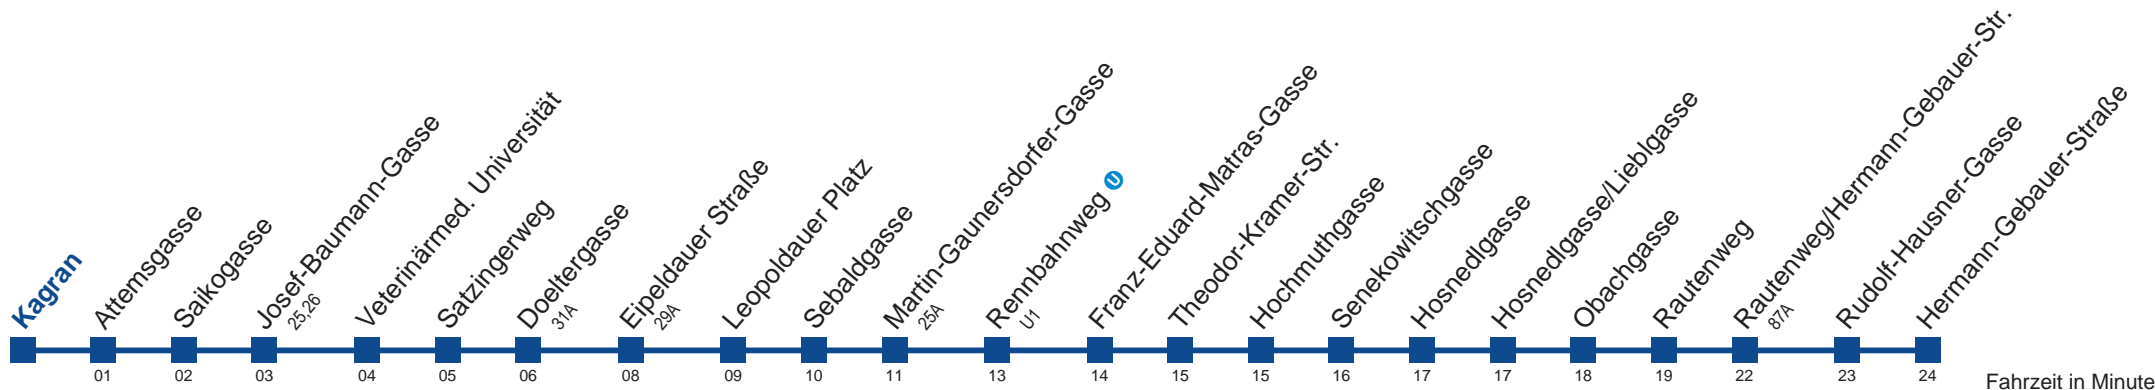 Kagran
Attemsgasse
Saikogasse
Josef-Baumann-Gasse
25,26
Veterinärmed. Universität
Satzingerweg
Doeltergasse
31A
Eipeldauer Straße
29A
Leopoldauer Platz
Sebaldgasse
Martin-Gaunersdorfer-Gasse
25A
Rennbahnweg U
U1
Franz-Eduard-Matras-Gasse
Theodor-Kramer-Str.
Hochmuthgasse
Senekowitschgasse
Hosnedlgasse
Hosnedlgasse/Lieblgasse
Obachgasse
Rautenweg
Rautenweg/Hermann-Gebauer-Str.
87A
Rudolf-Hausner-Gasse
Hermann-Gebauer-Straße
01 02 03 04 05 06 08 09 10 11 13 14 15 15 16 17 17 18 19 22 23 24
Fahrzeit in Minute